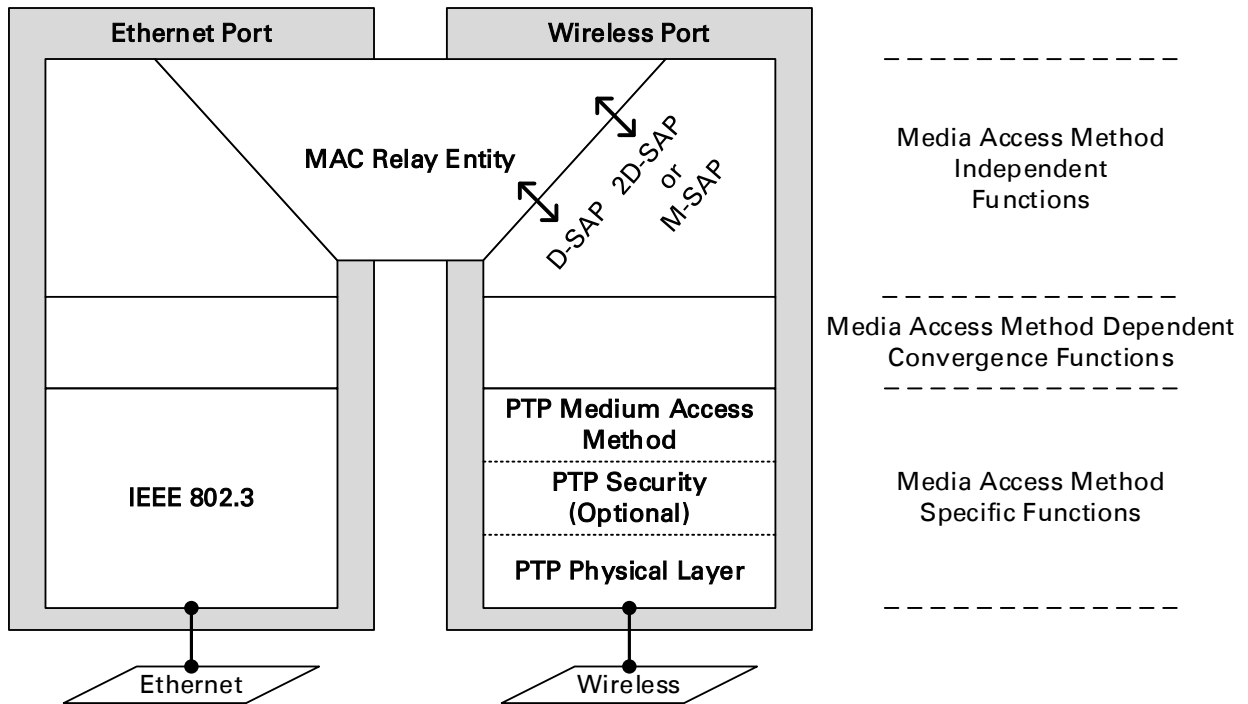 Ethernet Port
Wireless Port
MAC Relay Entity
D-SAP
2D-SAP
or
M-SAP
Media Access Method
Independent
Functions
Media Access Method Dependent
Convergence Functions
IEEE 802.3
PTP Medium Access
Method
PTP Security
(Optional)
PTP Physical Layer
Media Access Method
Specific Functions
Ethernet
Wireless